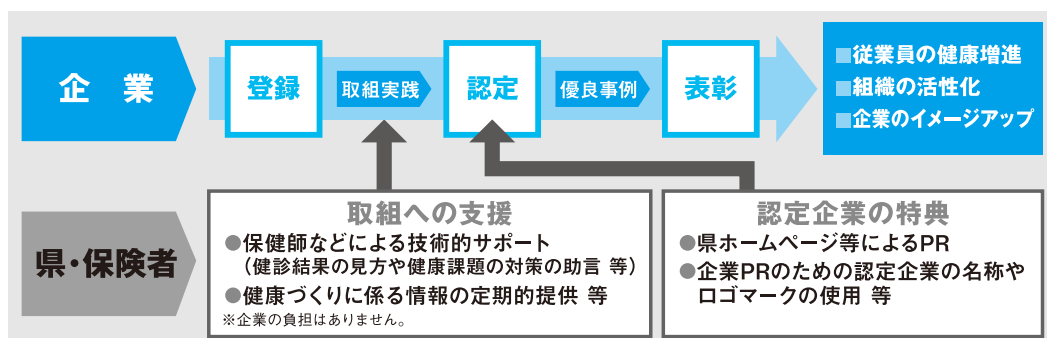 企業
登録
取組実践
認定
優良事例
表彰
■従業員の健康増進
■組織の活性化
■企業のイメージアップ
県・保険者
取組への支援
●保健師などによる技術的サポート
（健診結果の見方や健康課題の対策の助言 等）
●健康づくりに係る情報の定期的提供 等
※企業の負担はありません。
認定企業の特典
●県ホームページ等によるPR
●企業PRのための認定企業の名称や
ロゴマークの使用 等